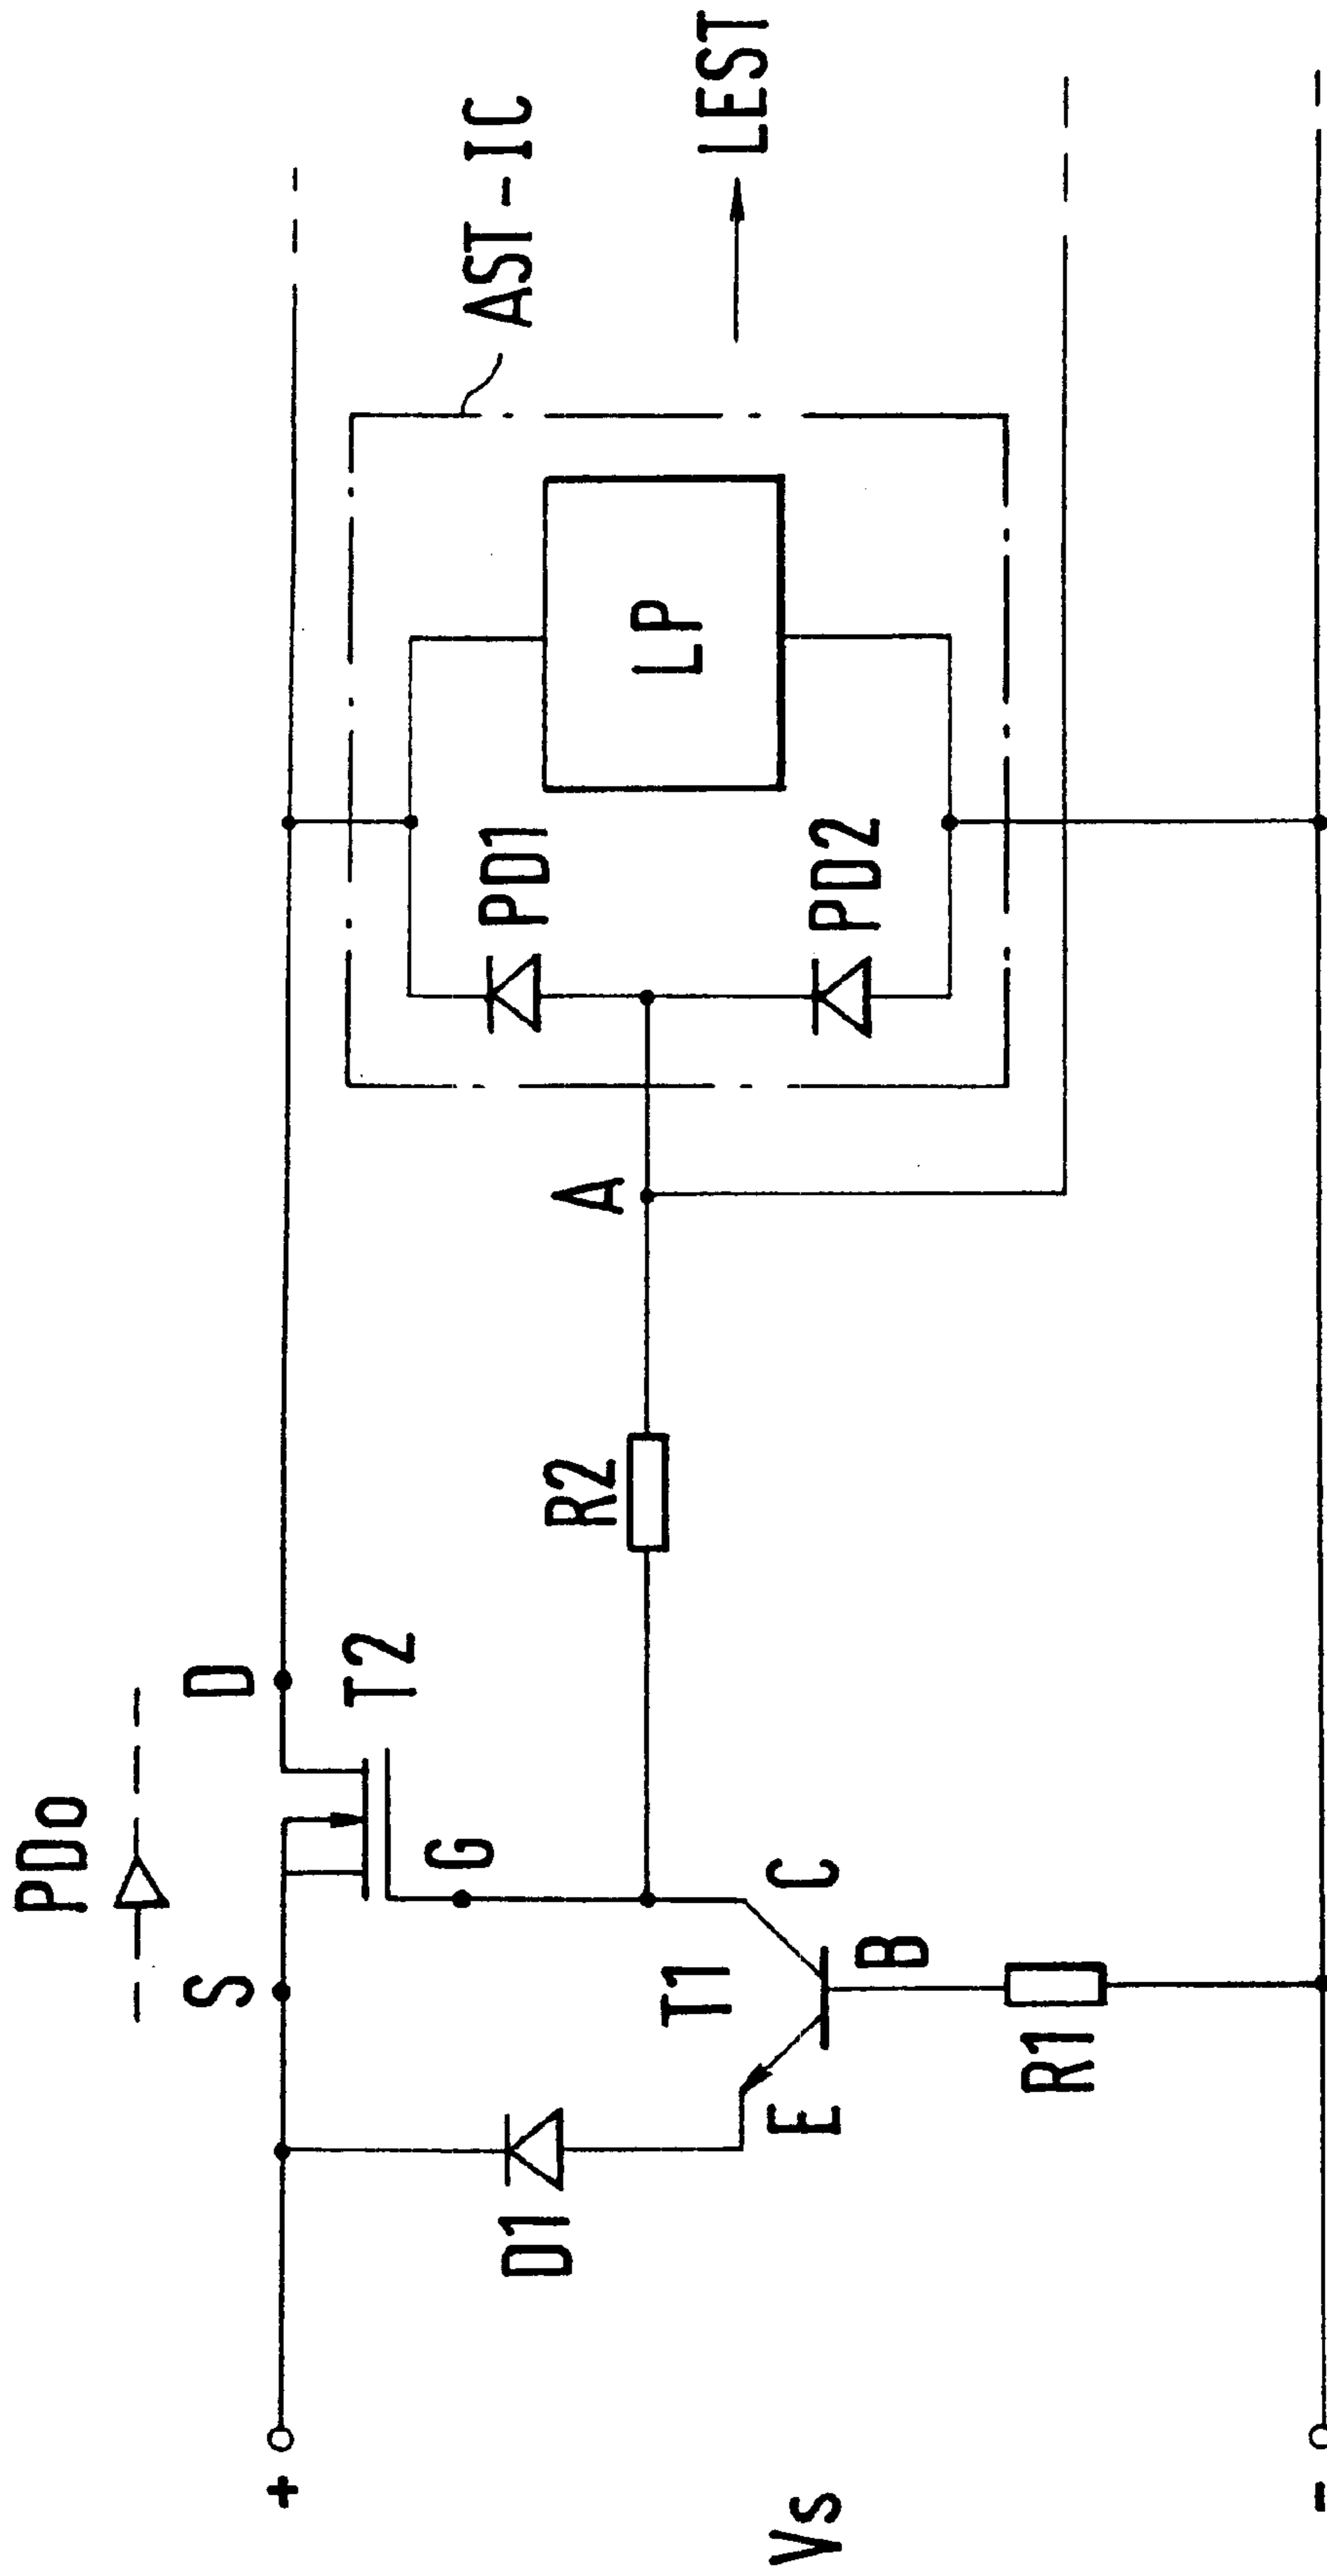 PDo
S
D
T2
G
+
D1
E
T1
C
B
R1
R2
A
PD1
PD2
LP
AST-IC
LEST
Vs
-